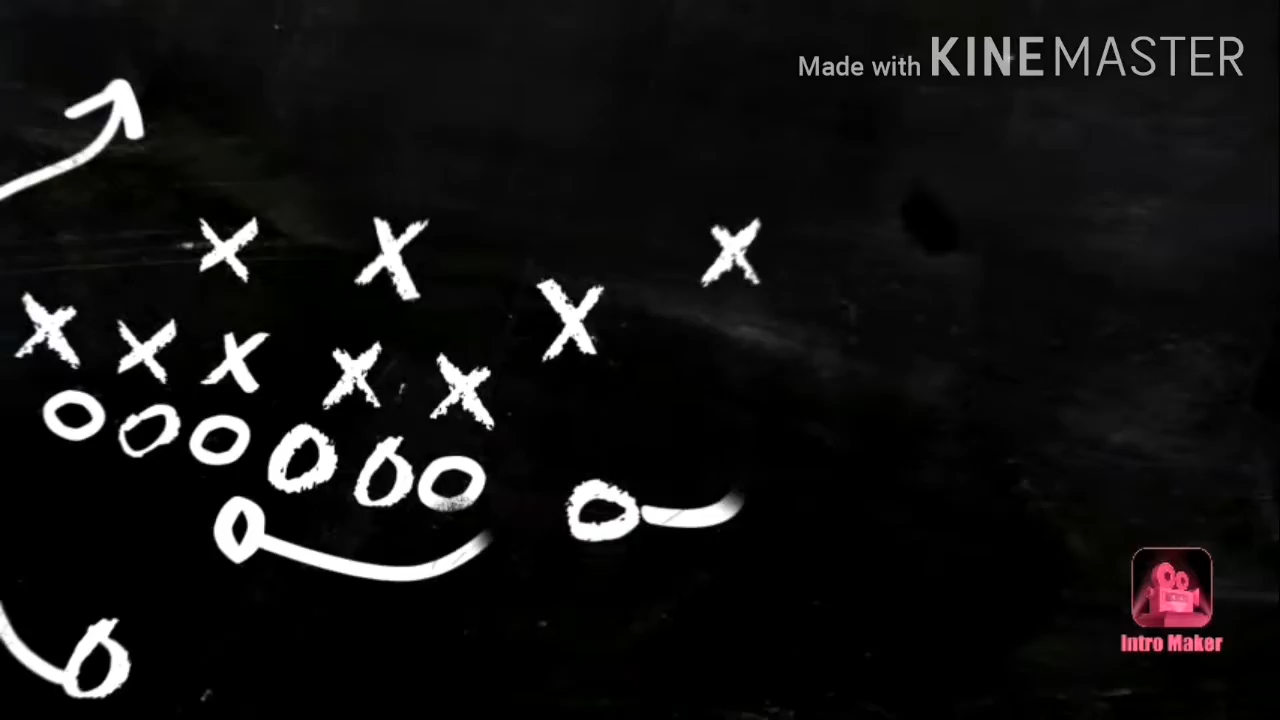 Made with KINEMASTER
X X X
X
X X X X X
O O O O O O
O O
O
Intro Maker